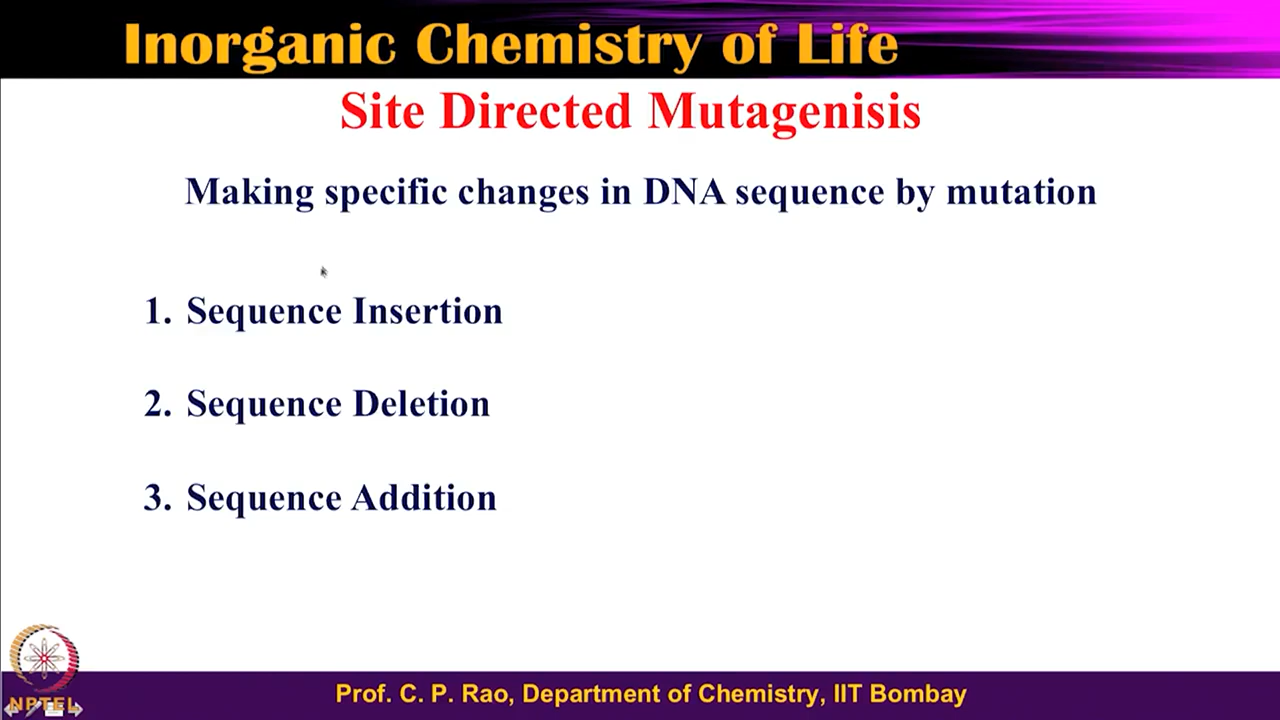 Inorganic Chemistry of Life
Site Directed Mutagenisis
Making specific changes in DNA sequence by mutation
1. Sequence Insertion
2. Sequence Deletion
3. Sequence Addition
NPTEL
Prof. C. P. Rao, Department of Chemistry, IIT Bombay